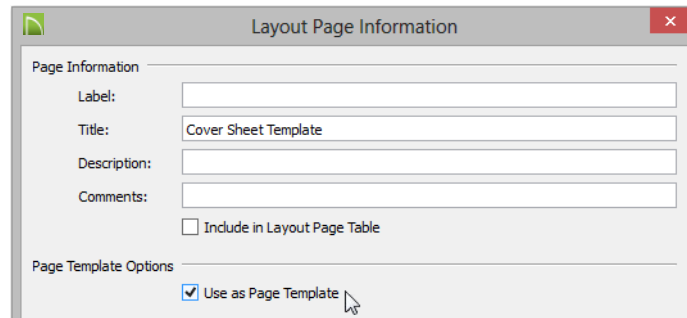 Layout Page Information
Page Information
Label:
Title: Cover Sheet Template
Description:
Comments:
Include in Layout Page Table
Page Template Options
Use as Page Template